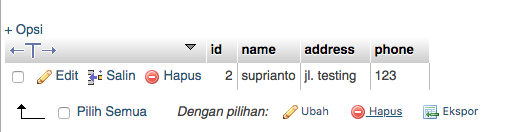 + Opsi
←T→ id name address phone
Edit Salin Hapus 2 suprianto jl. testing 123
Pilih Semua Dengan pilihan: Ubah Hapus Ekspor